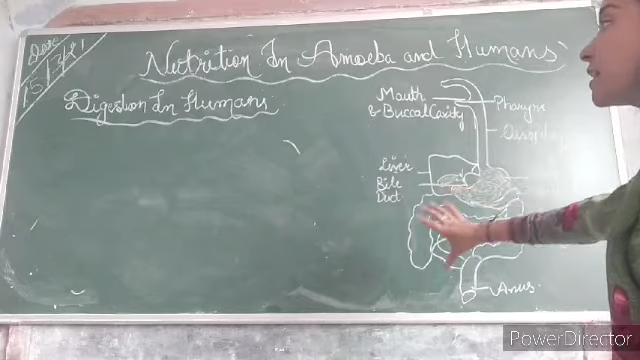 Date
15/3/21
Nutrition In Amoeba and Humans
Digestion In Humans
Mouth
& Buccal Cavity
Pharynx
Liver
Bile
Duct
Anus
PowerDirector